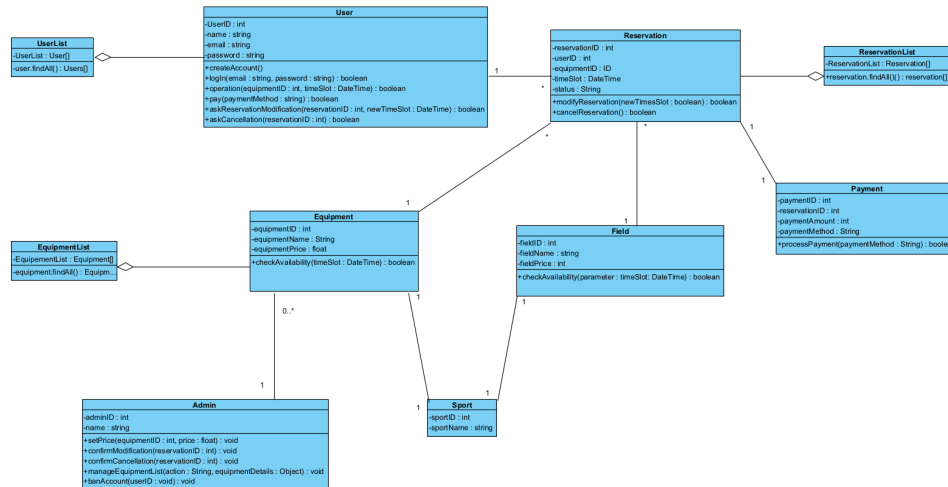 User
-UserID : int
-name : string
-email : string
-password : string
+createAccount()
+logIn(email : string, password : string) : boolean
+operation(equipmentID : int, timeSlot : DateTime) : boolean
+pay(paymentMethod : string) : boolean
+askReservationModification(reservationID : int, newTimeSlot : DateTime) : boolean
+askCancellation(reservationID : int) : boolean
UserList
-UserList : User[]
-user.findAll() : Users[]
Reservation
-reservationID : int
-userID : int
-equipmentID : ID
-timeSlot : DateTime
-status : String
+modifyReservation(newTimesSlot : boolean) : boolean
+cancelReservation() : boolean
ReservationList
-ReservationList : Reservation[]
+reservation.findAll()() : reservation[]
1
*
*
*
1
1
Payment
-paymentID : int
-reservationID : int
-paymentAmount : int
-paymentMethod : String
+processPayment(paymentMethod : String) : boole
1
Equipment
-equipmentID : int
-equipmentName : String
-equipmentPrice : float
+checkAvailability(timeSlot : DateTime) : boolean
1
Field
-fieldID : int
-fieldName : string
-fieldPrice : int
+checkAvailability(parameter : timeSlot: DateTime) : boolean
EquipmentList
-EquipementList : Equipment[]
-equipment.findAll() : Equipm...
0..*
1
1
1
1
1
Admin
-adminID : int
-name : string
+setPrice(equipmentID : int, price : float) : void
+confirmModification(reservationID : int) : void
+confirmCancellation(reservationID : int) : void
+manageEquipmentList(action : String, equipmentDetails : Object) : void
+banAccount(userID : void) : void
Sport
-sportID : int
-sportName : string